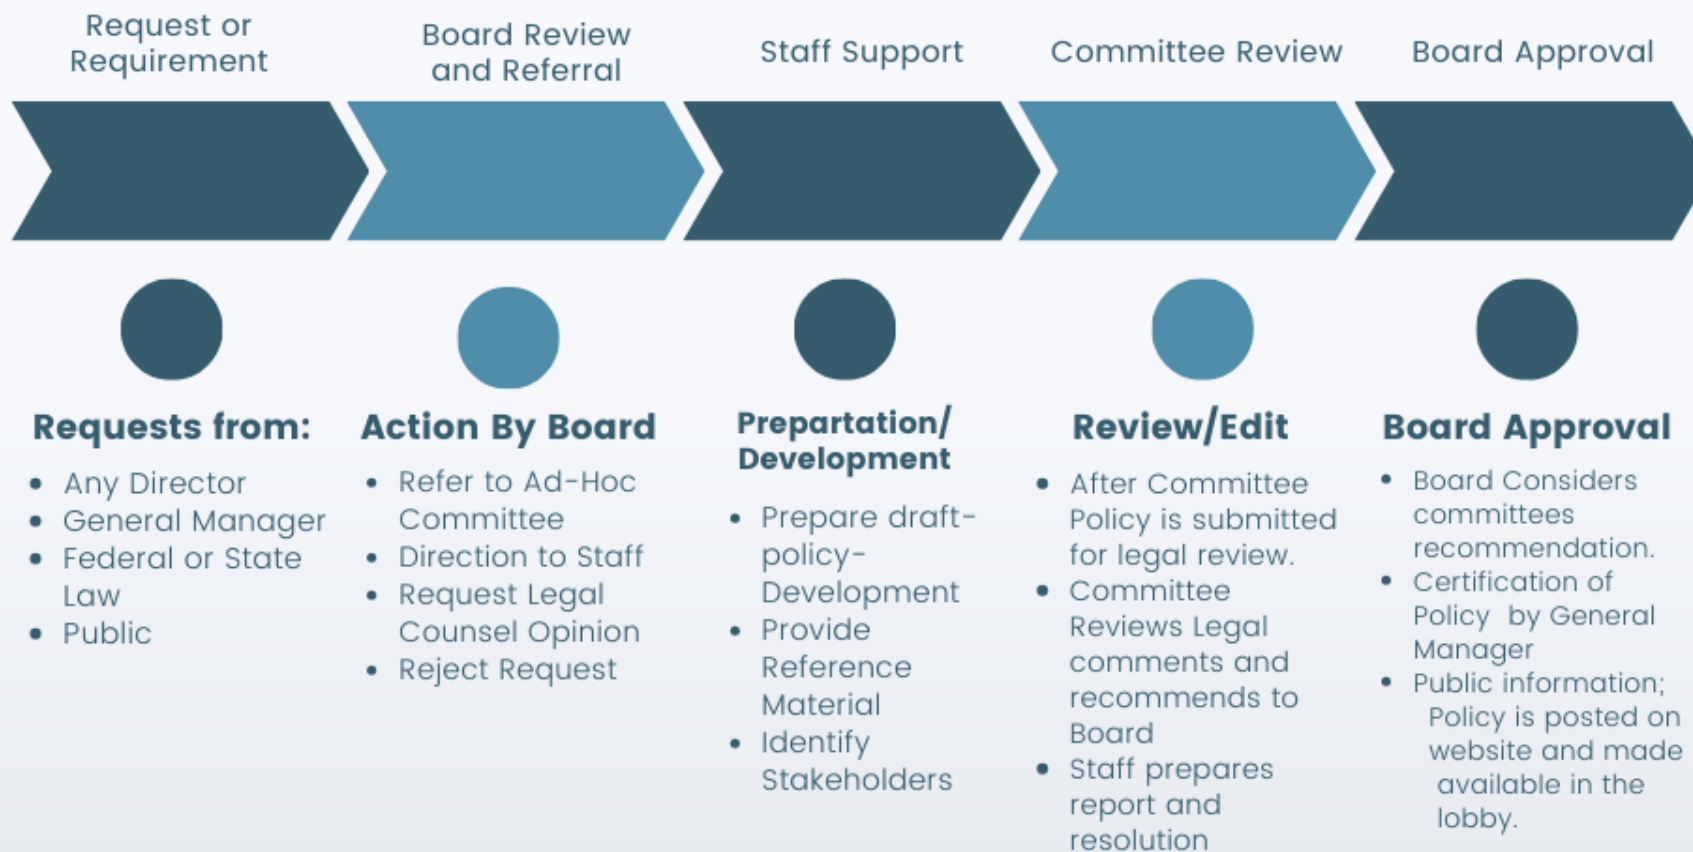 Request or
Requirement
Board Review
and Referral
Staff Support
Committee Review
Board Approval
Requests from:
• Any Director
• General Manager
• Federal or State
Law
• Public
Action By Board
• Refer to Ad-Hoc
Committee
• Direction to Staff
• Request Legal
Counsel Opinion
• Reject Request
Prepartation/
Development
• Prepare draft-
policy-
Development
• Provide
Reference
Material
• Identify
Stakeholders
Review/Edit
• After Committee
Policy is submitted
for legal review.
• Committee
Reviews Legal
comments and
recommends to
Board
• Staff prepares
report and
resolution
Board Approval
• Board Considers
committees
recommendation.
• Certification of
Policy by General
Manager
• Public information;
Policy is posted on
website and made
available in the
lobby.